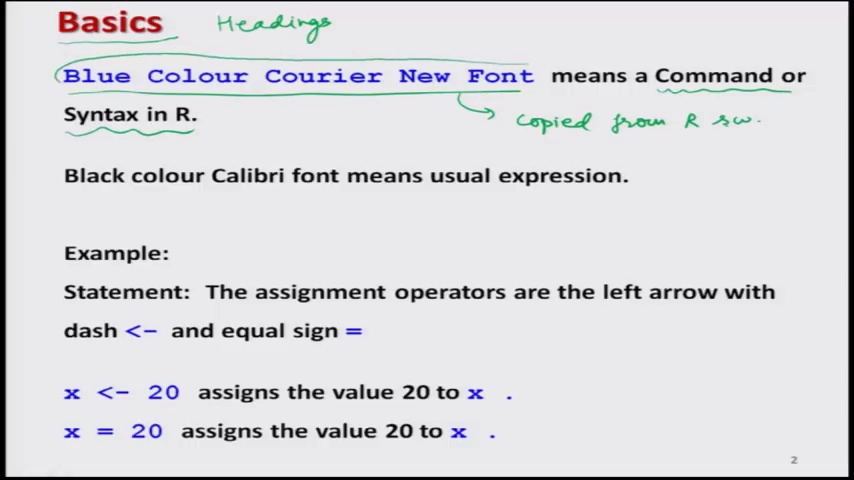 Basics Headings
Blue Colour Courier New Font means a Command or
Syntax in R.
copied from R sw.
Black colour Calibri font means usual expression.
Example:
Statement: The assignment operators are the left arrow with
dash <- and equal sign =
x <- 20 assigns the value 20 to x .
x = 20 assigns the value 20 to x .
2